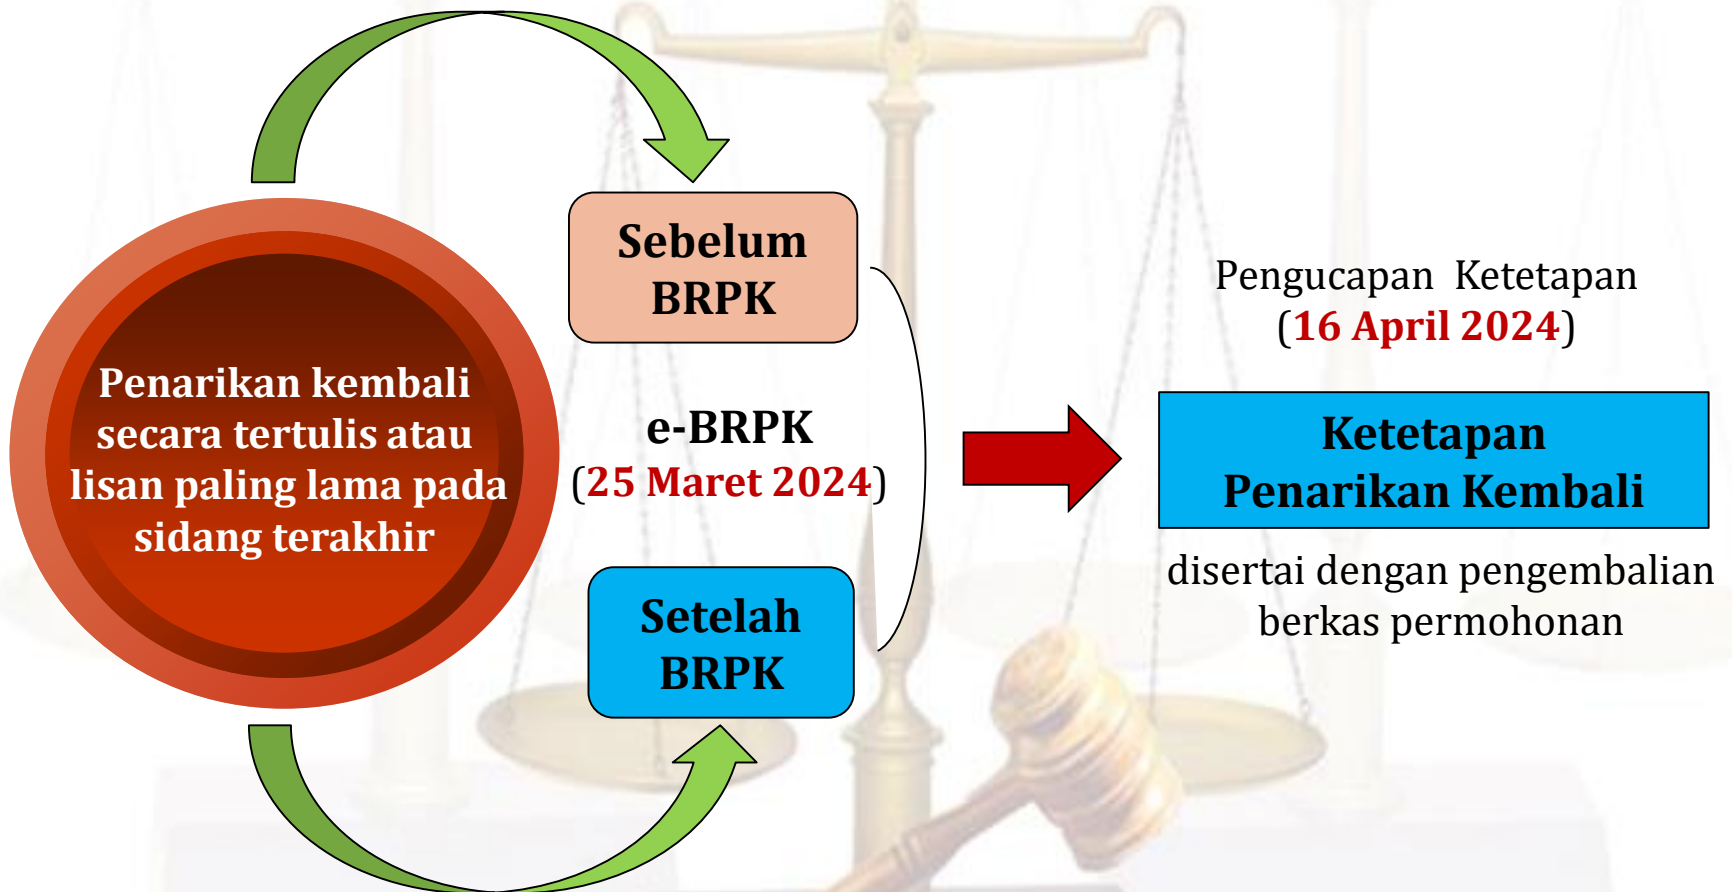 Penarikan kembali
secara tertulis atau
lisan paling lama pada
sidang terakhir
Sebelum
BRPK
e-BRPK
(25 Maret 2024)
Setelah
BRPK
Pengucapan Ketetapan
(16 April 2024)
Ketetapan
Penarikan Kembali
disertai dengan pengembalian
berkas permohonan